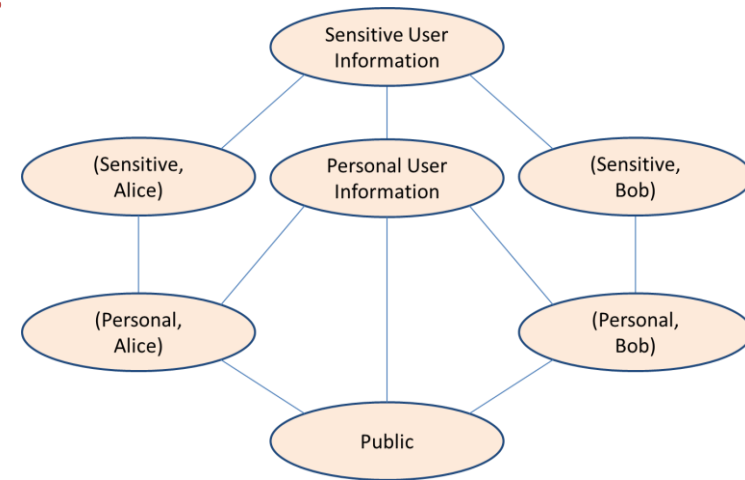 Sensitive User
Information
(Sensitive,
Alice)
Personal User
Information
(Sensitive,
Bob)
(Personal,
Alice)
(Personal,
Bob)
Public